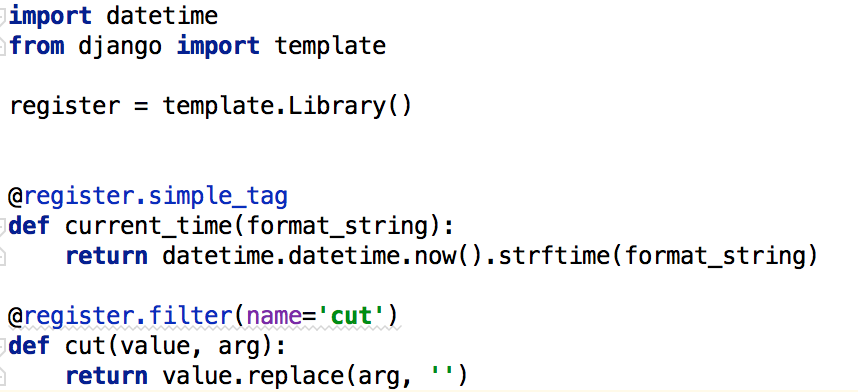 import datetime
from django import template
register = template.Library()
@register.simple_tag
def current_time(format_string):
    return datetime.datetime.now().strftime(format_string)
@register.filter(name='cut')
def cut(value, arg):
    return value.replace(arg, '')